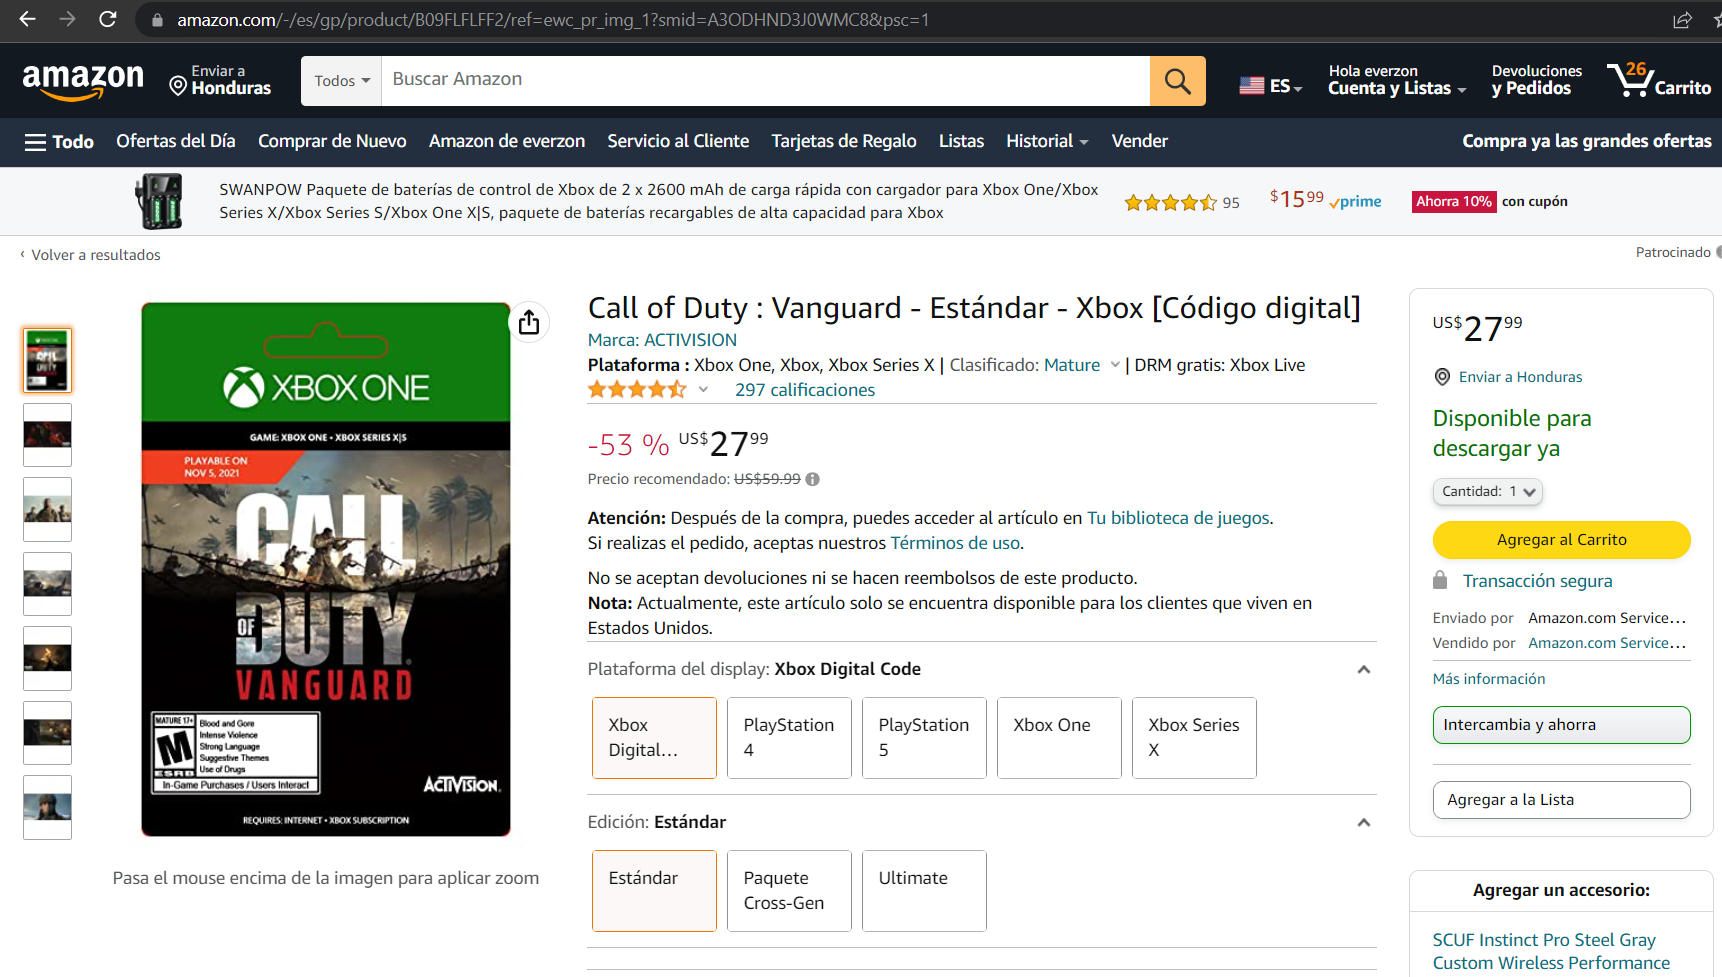 amazon.com/-/es/gp/product/B09FLFLFF2/ref=ewc_pr_img_1?smid=A3ODHND3J0WMC8&psc=1
amazon
Enviar a
Honduras
Todos
Buscar Amazon
ES
Hola everzon
Cuenta y Listas
Devoluciones
y Pedidos
26
Carrito
Todo
Ofertas del Día
Comprar de Nuevo
Amazon de everzon
Servicio al Cliente
Tarjetas de Regalo
Listas
Historial
Vender
Compra ya las grandes ofertas
SWANPOW Paquete de baterías de control de Xbox de 2 x 2600 mAh de carga rápida con cargador para Xbox One/Xbox
Series X/Xbox Series S/Xbox One X|S, paquete de baterías recargables de alta capacidad para Xbox
95
$1599 prime
Ahorra 10% con cupón
‹ Volver a resultados
Patrocinado
XBOX ONE
GAME: XBOX ONE • XBOX SERIES X|S
PLAYABLE ON
NOV 5, 2021
CALL
OF DUTY
VANGUARD
MATURE 17+
M
ESRB
Blood and Gore
Intense Violence
Strong Language
Suggestive Themes
Use of Drugs
In-Game Purchases / Users Interact
ACTIVISION.
REQUIRES: INTERNET • XBOX SUBSCRIPTION
Pasa el mouse encima de la imagen para aplicar zoom
Call of Duty : Vanguard - Estándar - Xbox [Código digital]
Marca: ACTIVISION
Plataforma : Xbox One, Xbox, Xbox Series X | Clasificado: Mature | DRM gratis: Xbox Live
297 calificaciones
-53 % US$2799
Precio recomendado: US$59.99
Atención: Después de la compra, puedes acceder al artículo en Tu biblioteca de juegos.
Si realizas el pedido, aceptas nuestros Términos de uso.
No se aceptan devoluciones ni se hacen reembolsos de este producto.
Nota: Actualmente, este artículo solo se encuentra disponible para los clientes que viven en
Estados Unidos.
Plataforma del display: Xbox Digital Code
Xbox
Digital...
PlayStation
4
PlayStation
5
Xbox One
Xbox Series
X
Edición: Estándar
Estándar
Paquete
Cross-Gen
Ultimate
US$2799
Enviar a Honduras
Disponible para
descargar ya
Cantidad: 1
Agregar al Carrito
Transacción segura
Enviado por Amazon.com Service...
Vendido por Amazon.com Service...
Más información
Intercambia y ahorra
Agregar a la Lista
Agregar un accesorio:
SCUF Instinct Pro Steel Gray
Custom Wireless Performance